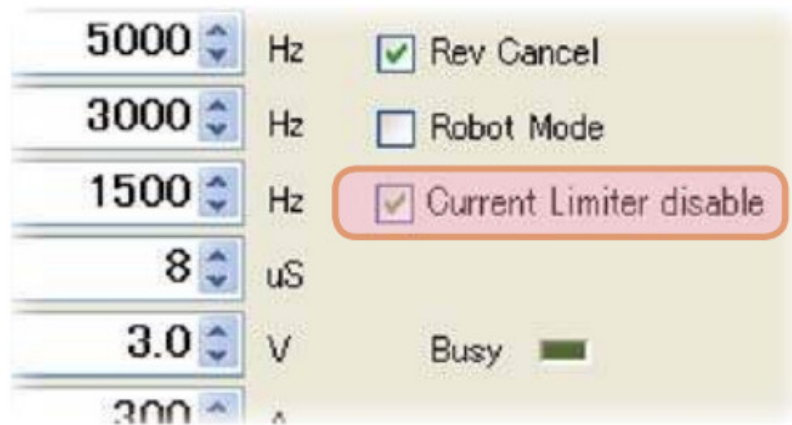 5000 Hz Rev Cancel
3000 Hz Robot Mode
1500 Hz Current Limiter disable
8 uS
3.0 V Busy
300